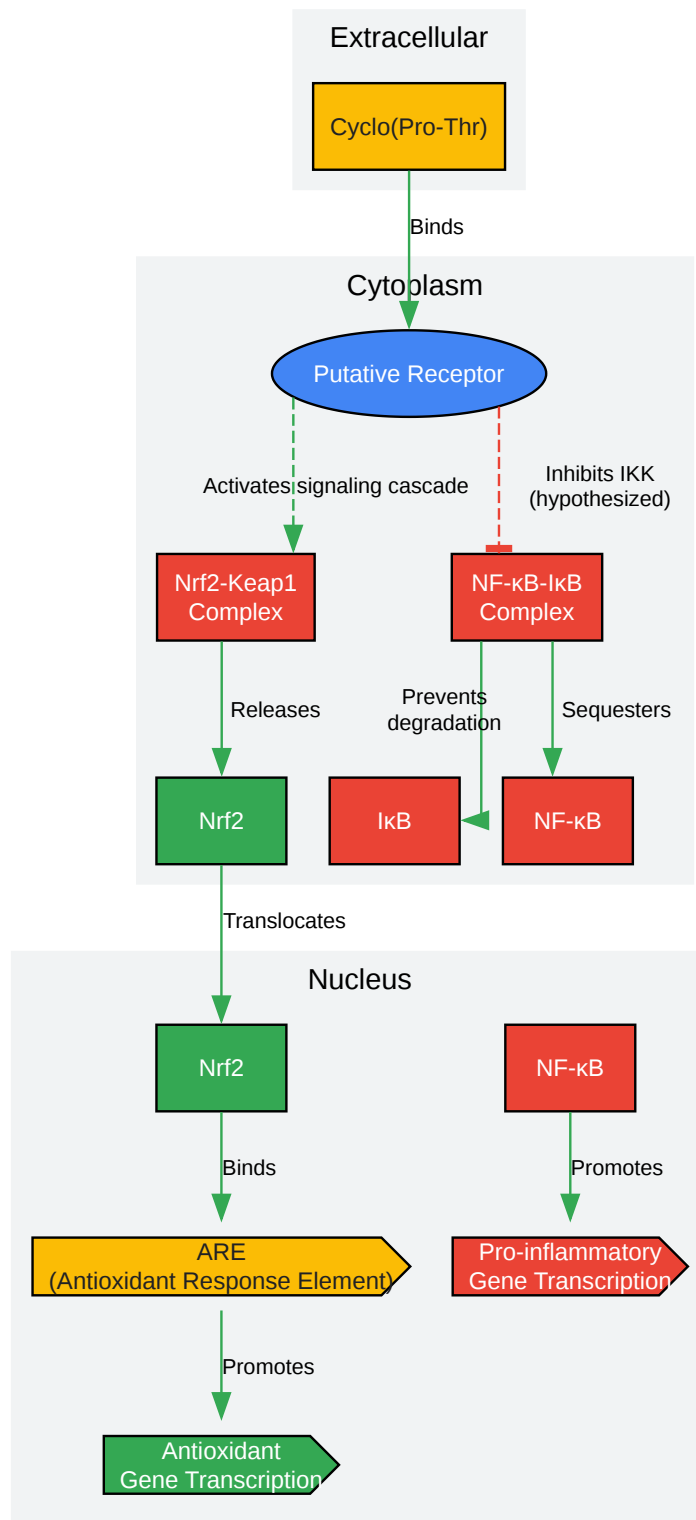 Extracellular
Cyclo(Pro-Thr)
Binds
Cytoplasm
Putative Receptor
Activates signaling cascade
Inhibits IKK
(hypothesized)
Nrf2-Keap1
Complex
NF-κB-IκB
Complex
Releases
Prevents
degradation
Sequesters
Nrf2
IκB
NF-κB
Translocates
Nucleus
Nrf2
NF-κB
Binds
Promotes
ARE
(Antioxidant Response Element)
Pro-inflammatory
Gene Transcription
Promotes
Antioxidant
Gene Transcription